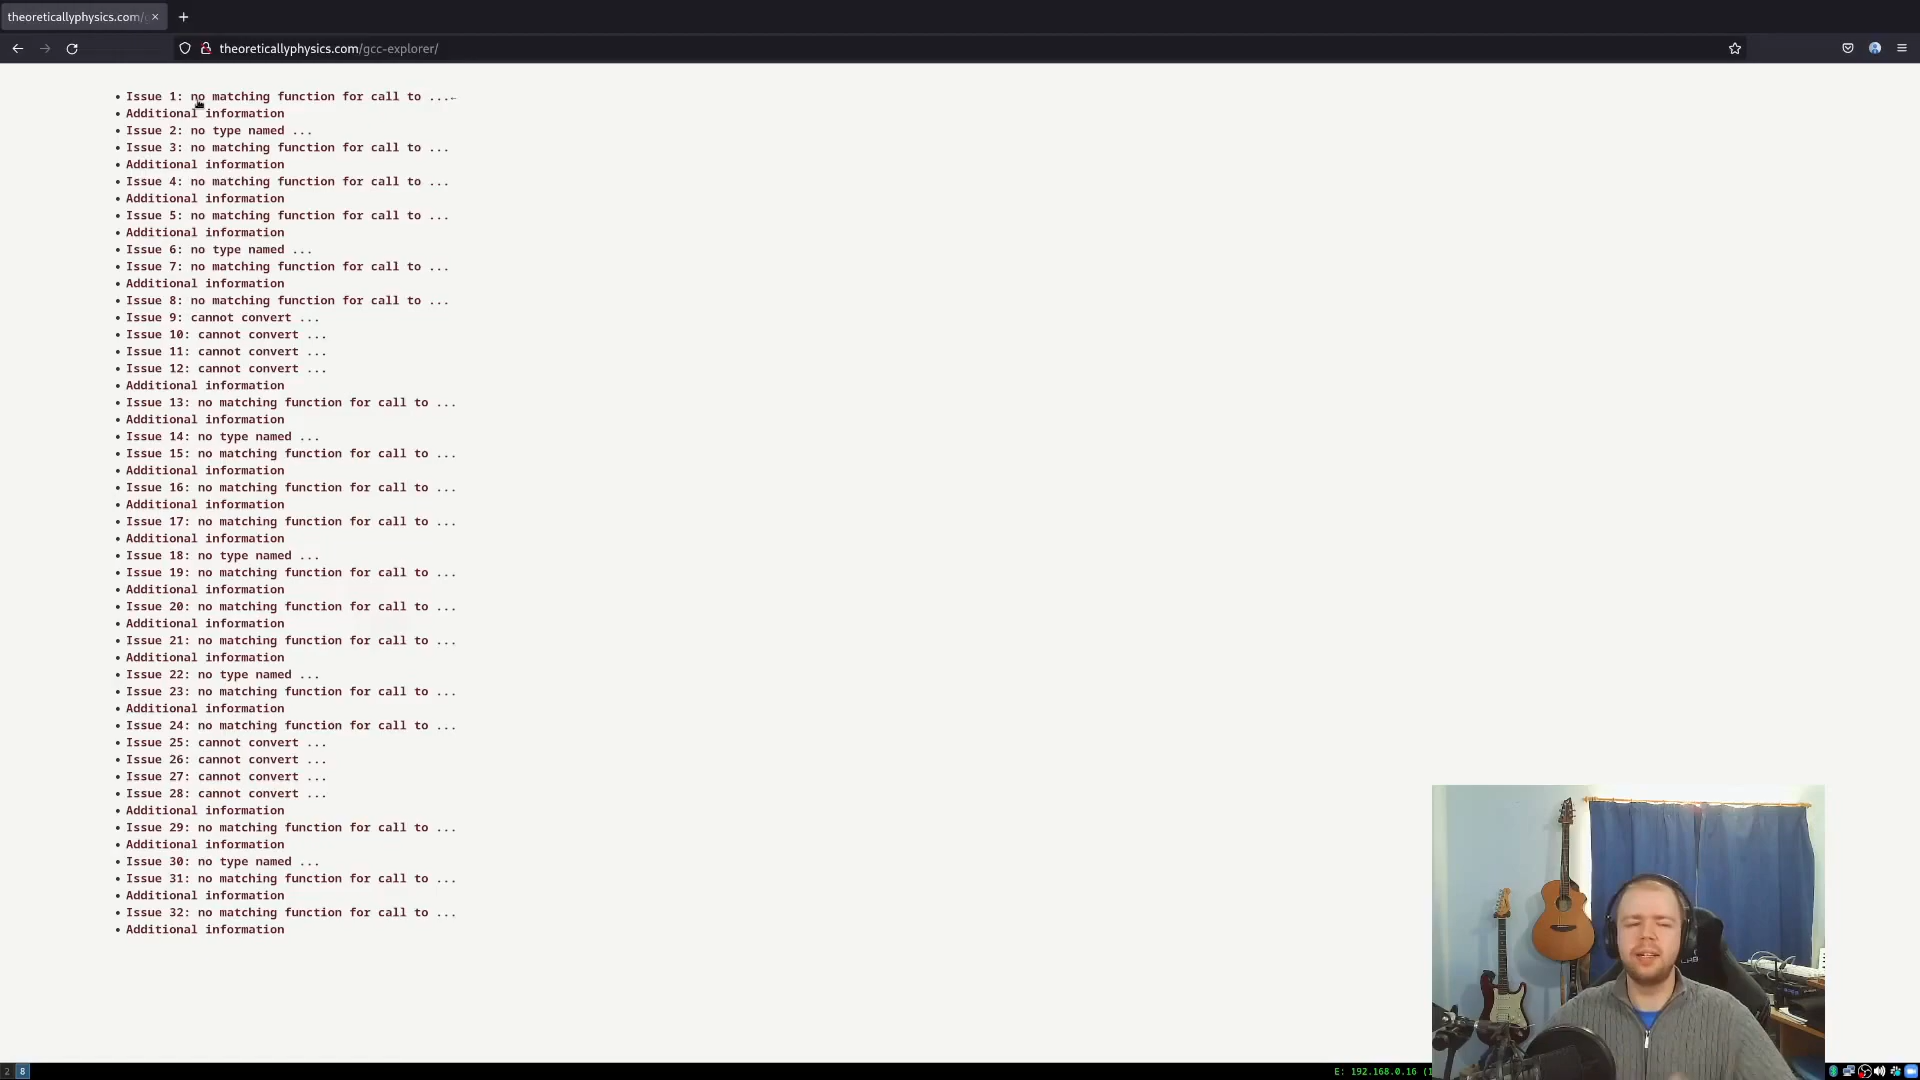 theoreticallyphysics.com/g
theoreticallyphysics.com/gcc-explorer/
• Issue 1: no matching function for call to ...←
• Additional information
• Issue 2: no type named ...
• Issue 3: no matching function for call to ...
• Additional information
• Issue 4: no matching function for call to ...
• Additional information
• Issue 5: no matching function for call to ...
• Additional information
• Issue 6: no type named ...
• Issue 7: no matching function for call to ...
• Additional information
• Issue 8: no matching function for call to ...
• Issue 9: cannot convert ...
• Issue 10: cannot convert ...
• Issue 11: cannot convert ...
• Issue 12: cannot convert ...
• Additional information
• Issue 13: no matching function for call to ...
• Additional information
• Issue 14: no type named ...
• Issue 15: no matching function for call to ...
• Additional information
• Issue 16: no matching function for call to ...
• Additional information
• Issue 17: no matching function for call to ...
• Additional information
• Issue 18: no type named ...
• Issue 19: no matching function for call to ...
• Additional information
• Issue 20: no matching function for call to ...
• Additional information
• Issue 21: no matching function for call to ...
• Additional information
• Issue 22: no type named ...
• Issue 23: no matching function for call to ...
• Additional information
• Issue 24: no matching function for call to ...
• Issue 25: cannot convert ...
• Issue 26: cannot convert ...
• Issue 27: cannot convert ...
• Issue 28: cannot convert ...
• Additional information
• Issue 29: no matching function for call to ...
• Additional information
• Issue 30: no type named ...
• Issue 31: no matching function for call to ...
• Additional information
• Issue 32: no matching function for call to ...
• Additional information
2 8
E: 192.168.0.16 (1